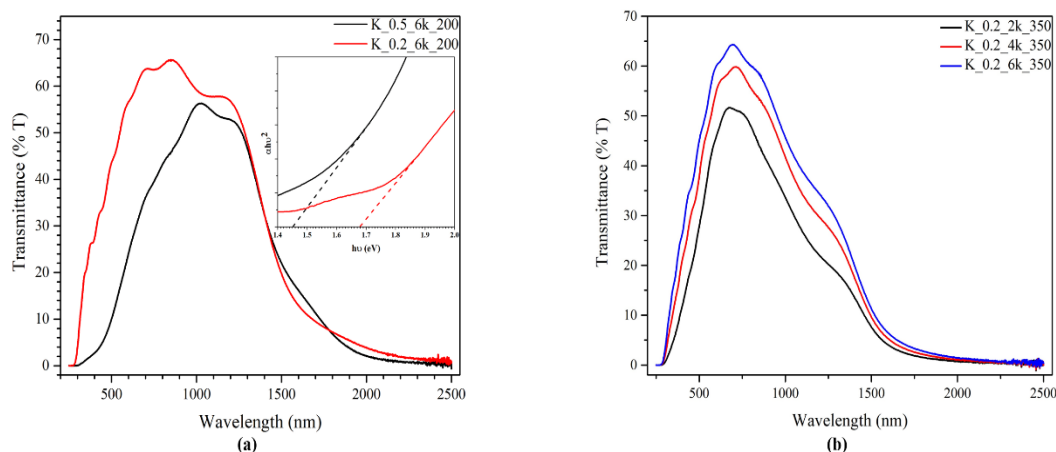 70
60
50
40
30
20
10
0
Transmittance (% T)
500
1000
1500
2000
2500
Wavelength (nm)
(a)
K_0.5_6k_200
K_0.2_6k_200
αhυ^2
1.4
1.5
1.6
1.7
1.8
1.9
2.0
hυ (eV)
70
60
50
40
30
20
10
0
Transmittance (% T)
500
1000
1500
2000
2500
Wavelength (nm)
(b)
K_0.2_2k_350
K_0.2_4k_350
K_0.2_6k_350